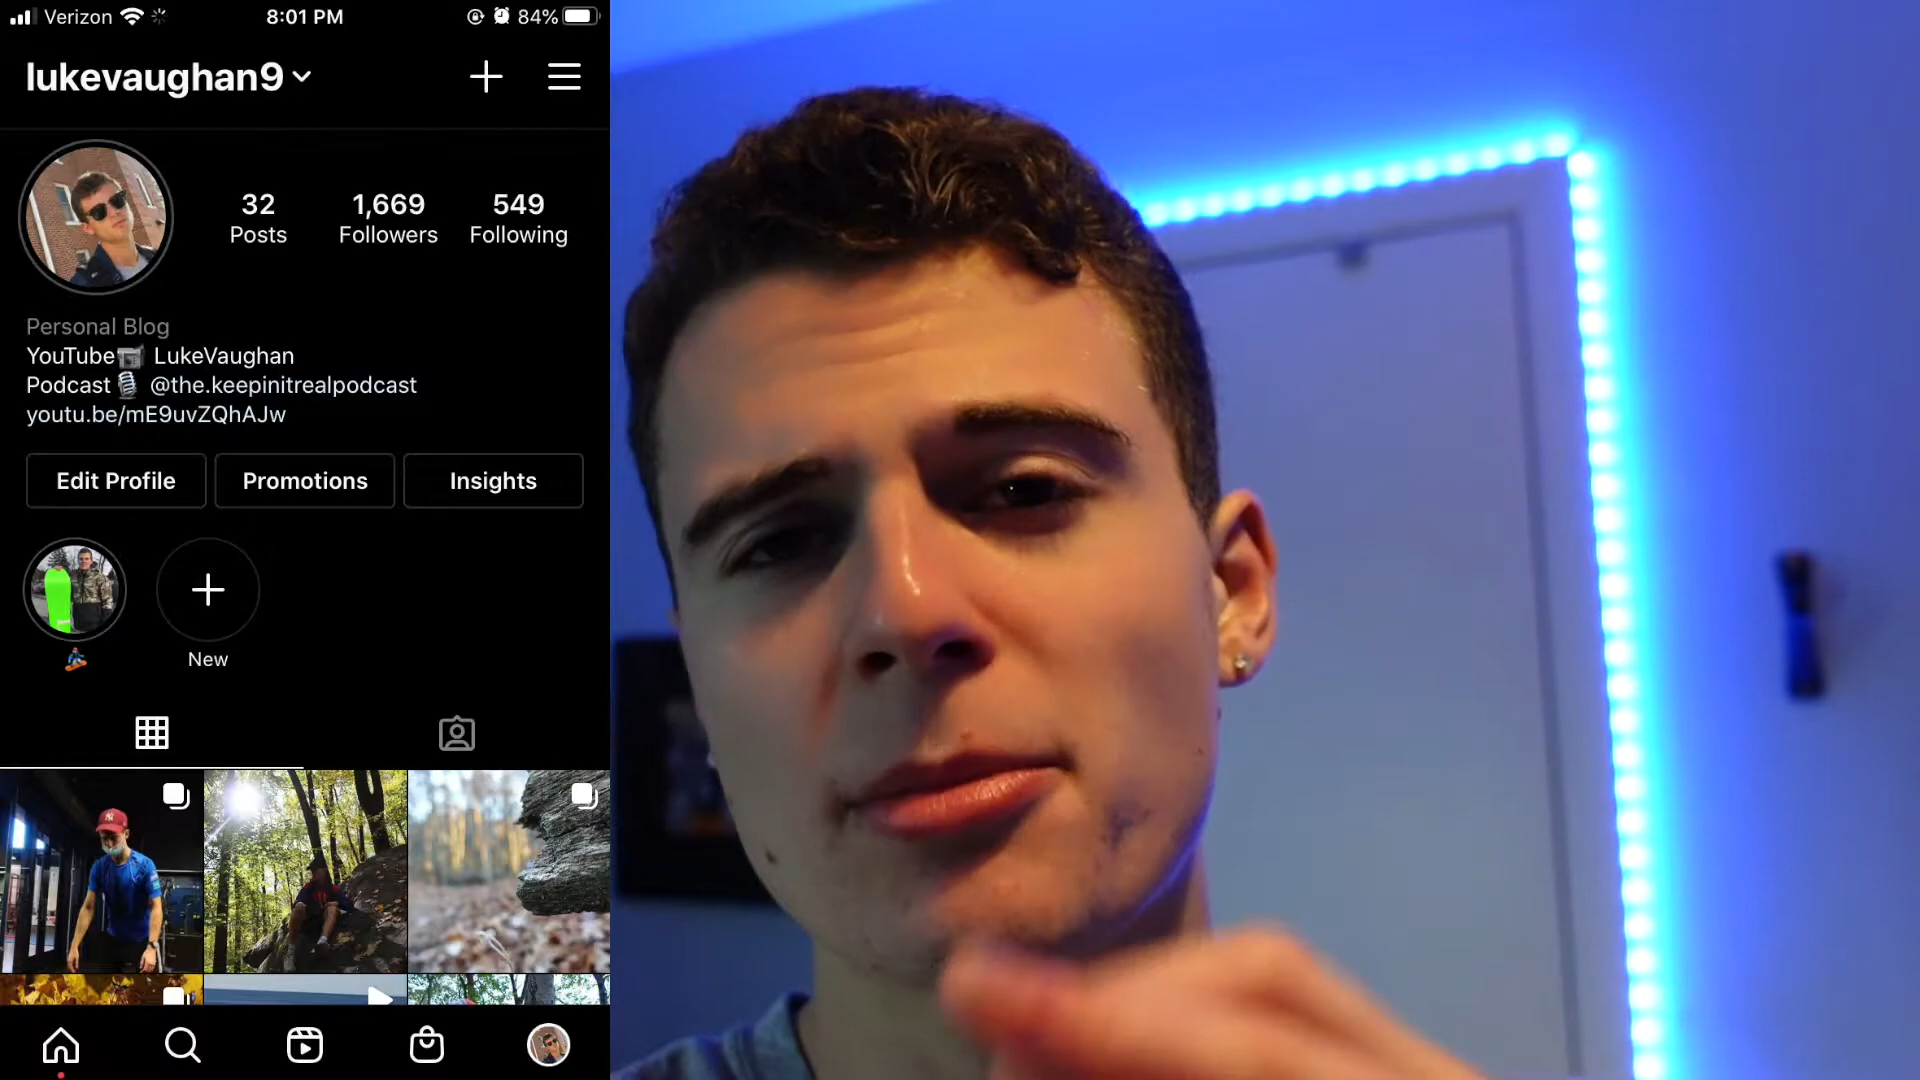 Verizon 8:01 PM 84%
lukevaughan9
32 1,669 549
Posts Followers Following
Personal Blog
YouTube LukeVaughan
Podcast @the.keepinitrealpodcast
youtu.be/mE9uvZQhAJw
Edit Profile Promotions Insights
New